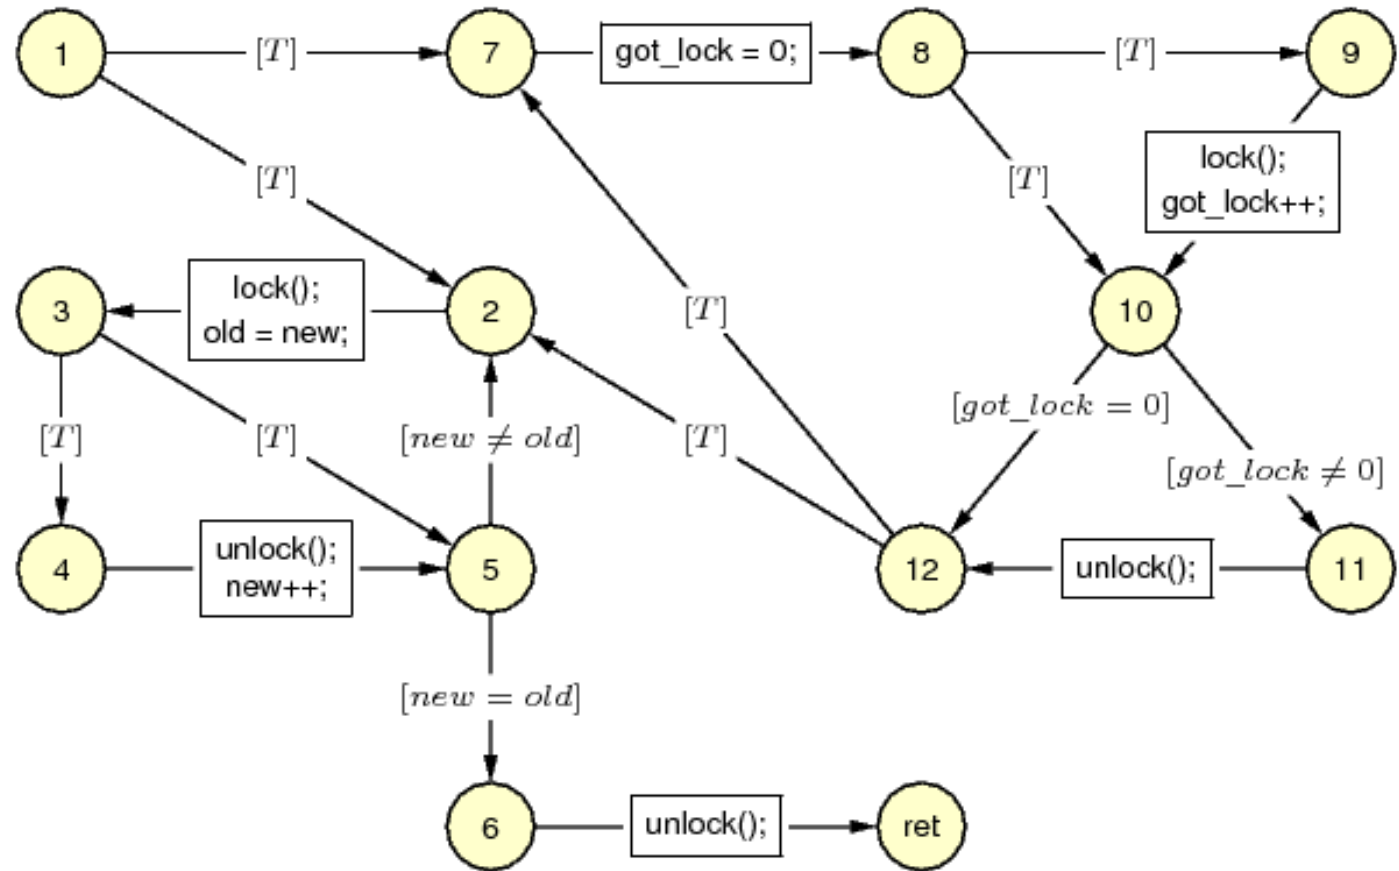 1
[T]
7
got_lock = 0;
8
[T]
9
[T]
[T]
lock();
got_lock++;
3
lock();
old = new;
2
[T]
10
[T]
[T]
[new ≠ old]
[T]
[got_lock = 0]
[got_lock ≠ 0]
4
unlock();
new++;
5
12
unlock();
11
[new = old]
6
unlock();
ret